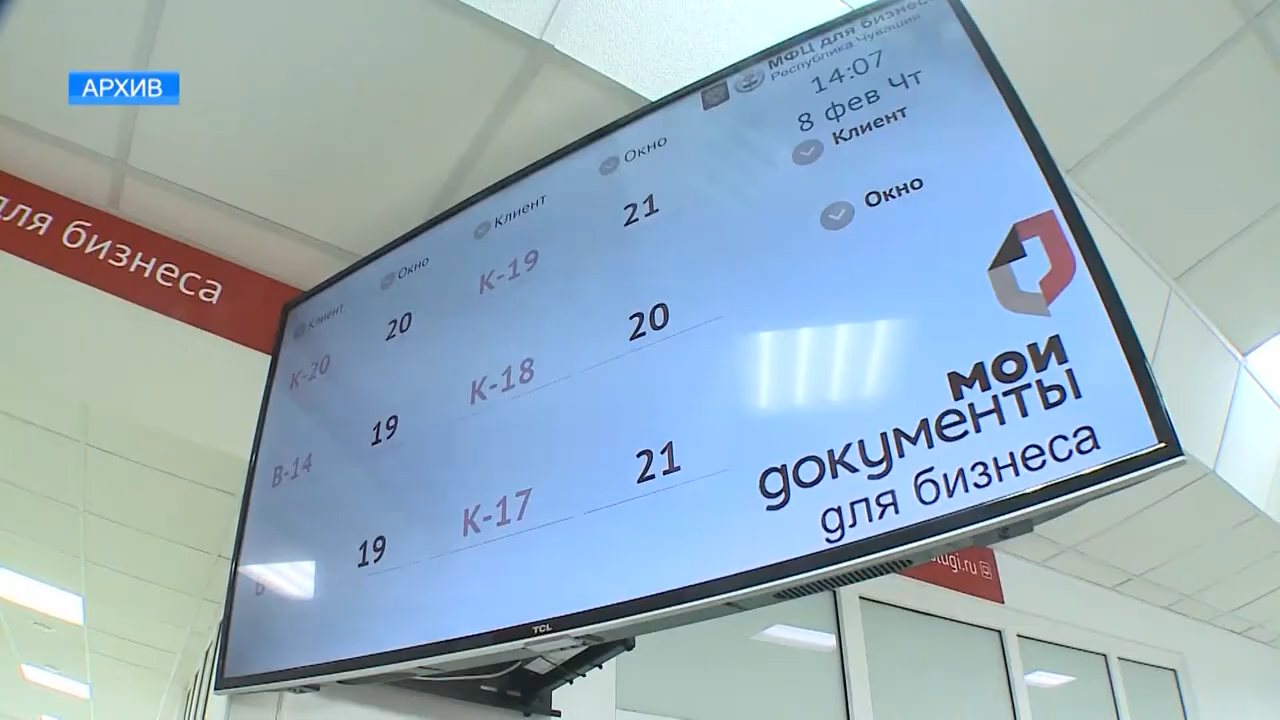 АРХИВ
для бизнеса
МФЦ для бизнеса
Республика Чувашия
14:07
8 фев Чт
Клиент
Окно
Клиент Окно Клиент Окно
К-20 20 К-19 21
В-14 19 К-18 20
19 К-17 21
мои
документы
для бизнеса
TCL